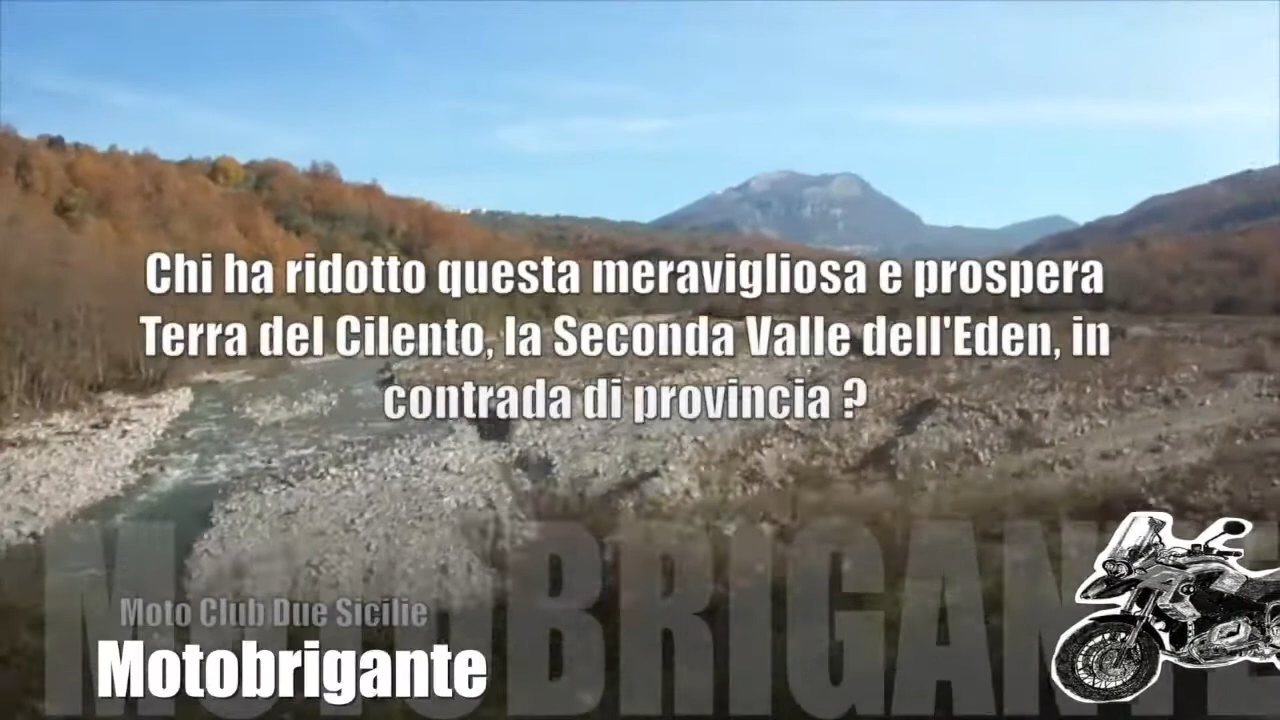 Chi ha ridotto questa meravigliosa e prospera
Terra del Cilento, la Seconda Valle dell'Eden, in
contrada di provincia ?
MOTOBRIGANTE
Moto Club Due Sicilie
Motobrigante